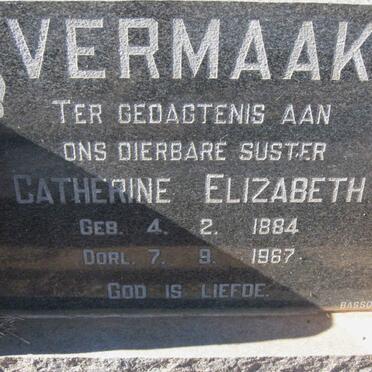 VERMAAK
TER GEDAGTENIS AAN
ONS DIERBARE SUSTER
CATHERINE ELIZABETH
GEB. 4. 2. 1884
OORL. 7. 9. 1967.
GOD IS LIEFDE.
BASSO